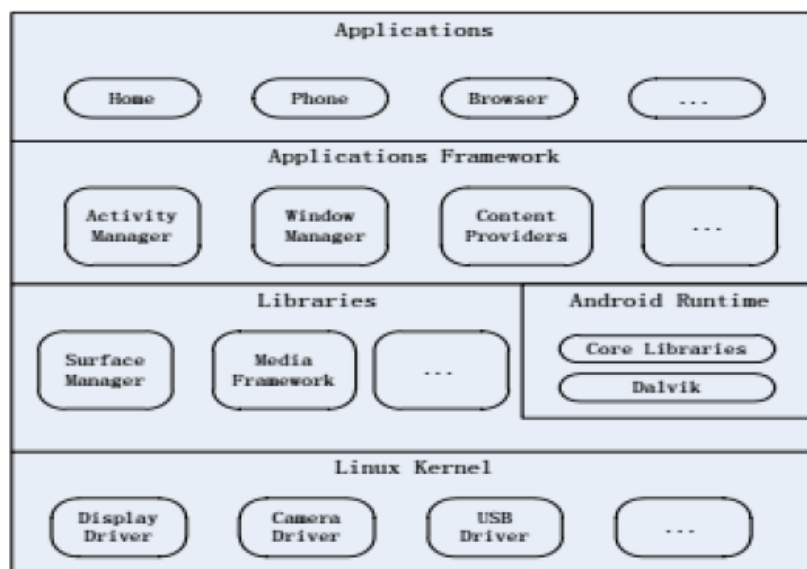 Applications
Home
Phone
Browser
...
Applications Framework
Activity
Manager
Window
Manager
Content
Providers
...
Libraries
Surface
Manager
Media
Framework
...
Android Runtime
Core Libraries
Dalvik
Linux Kernel
Display
Driver
Camera
Driver
USB
Driver
...